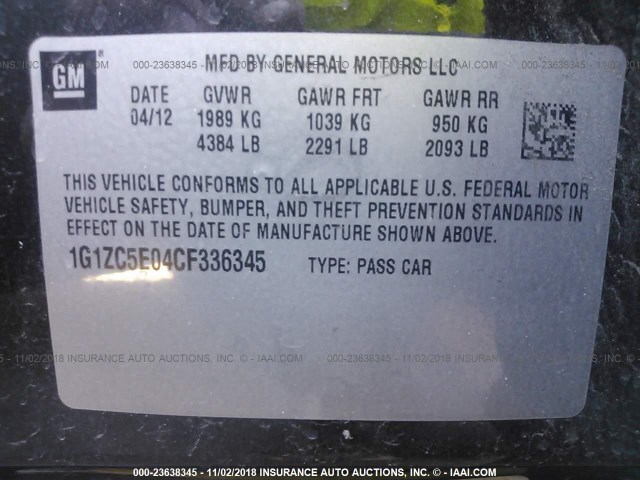 GM ®
MFD BY GENERAL MOTORS LLC
DATE GVWR GAWR FRT GAWR RR
04/12 1989 KG 1039 KG 950 KG
4384 LB 2291 LB 2093 LB
THIS VEHICLE CONFORMS TO ALL APPLICABLE U.S. FEDERAL MOTOR
VEHICLE SAFETY, BUMPER, AND THEFT PREVENTION STANDARDS IN
EFFECT ON THE DATE OF MANUFACTURE SHOWN ABOVE.
1G1ZC5E04CF336345 TYPE: PASS CAR
000-23638345 - 11/02/2018 INSURANCE AUTO AUCTIONS, INC. © - IAAI.COM